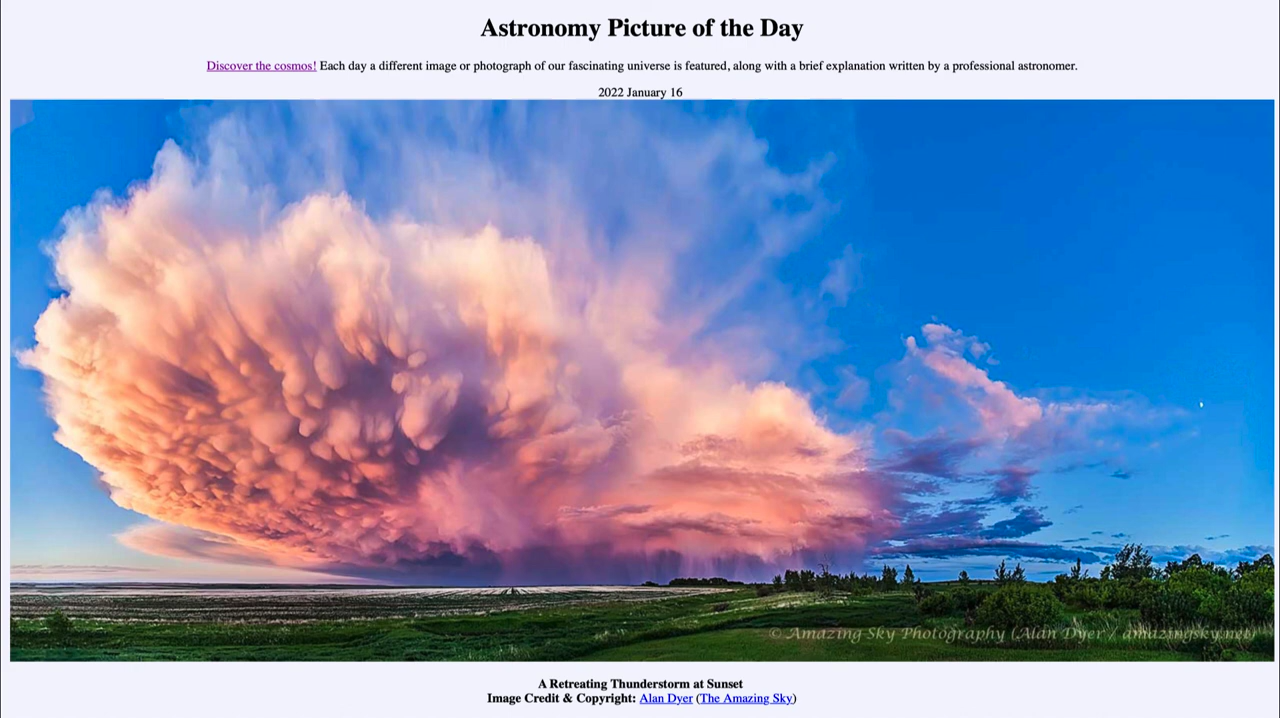 Astronomy Picture of the Day
Discover the cosmos! Each day a different image or photograph of our fascinating universe is featured, along with a brief explanation written by a professional astronomer.
2022 January 16
© Amazing Sky Photography (Alan Dyer / amazingsky.net)
A Retreating Thunderstorm at Sunset
Image Credit & Copyright: Alan Dyer (The Amazing Sky)